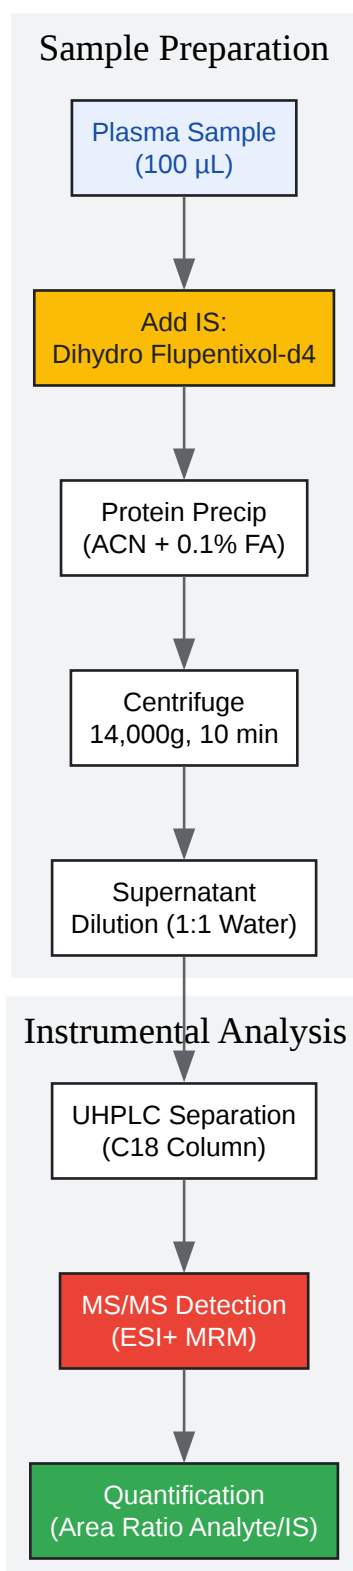 Sample Preparation
Plasma Sample
(100 µL)
Add IS:
Dihydro Flupentixol-d4
Protein Precip
(ACN + 0.1% FA)
Centrifuge
14,000g, 10 min
Supernatant
Dilution (1:1 Water)
Instrumental Analysis
UHPLC Separation
(C18 Column)
MS/MS Detection
(ESI+ MRM)
Quantification
(Area Ratio Analyte/IS)